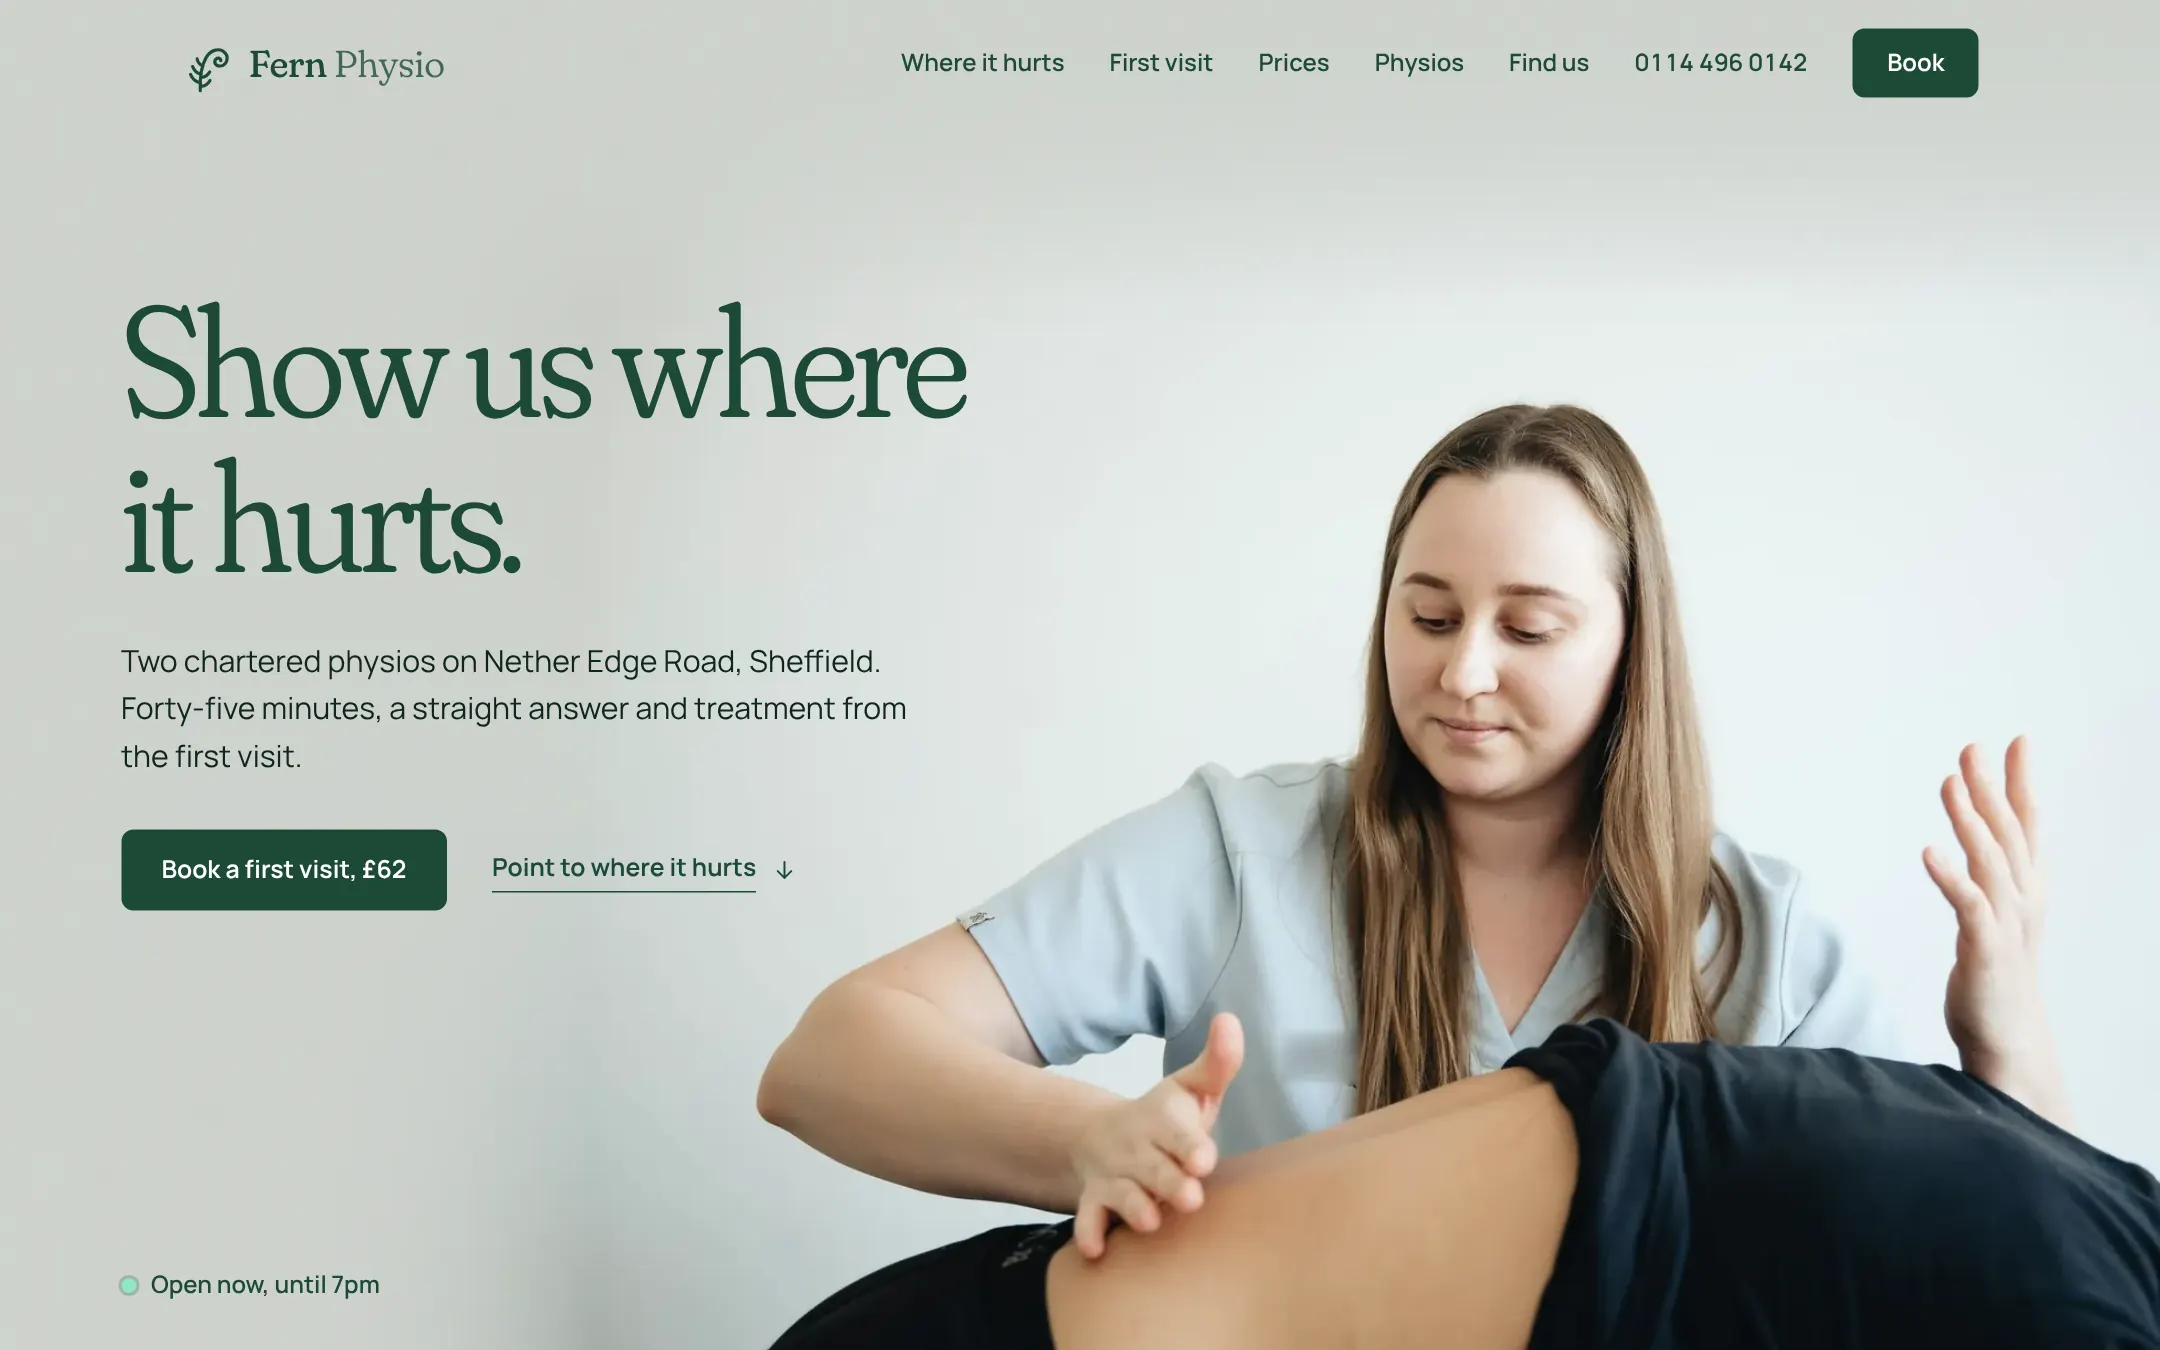 Fern Physio
Where it hurts
First visit
Prices
Physios
Find us
0114 496 0142
Book
Show us where
it hurts.
Two chartered physios on Nether Edge Road, Sheffield.
Forty-five minutes, a straight answer and treatment from
the first visit.
Book a first visit, £62
Point to where it hurts ↓
Open now, until 7pm